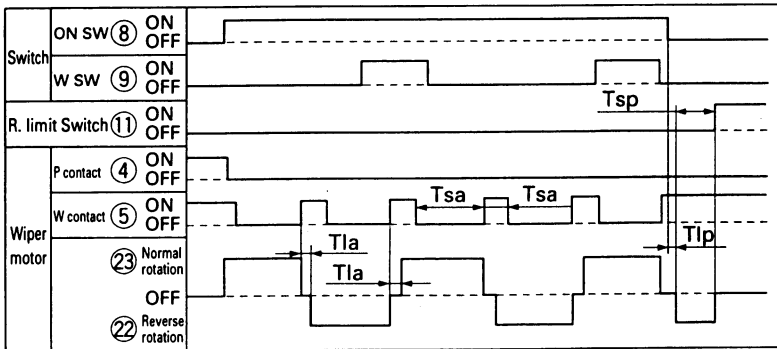 Switch
ON SW ⑧ ON
OFF
W SW ⑨ ON
OFF
Tsp
R. limit Switch ⑪ ON
OFF
Wiper motor
P contact ④ ON
OFF
W contact ⑤ ON
OFF
Tsa Tsa
㉓ Normal rotation
Tla
Tla
Tlp
OFF
㉒ Reverse rotation